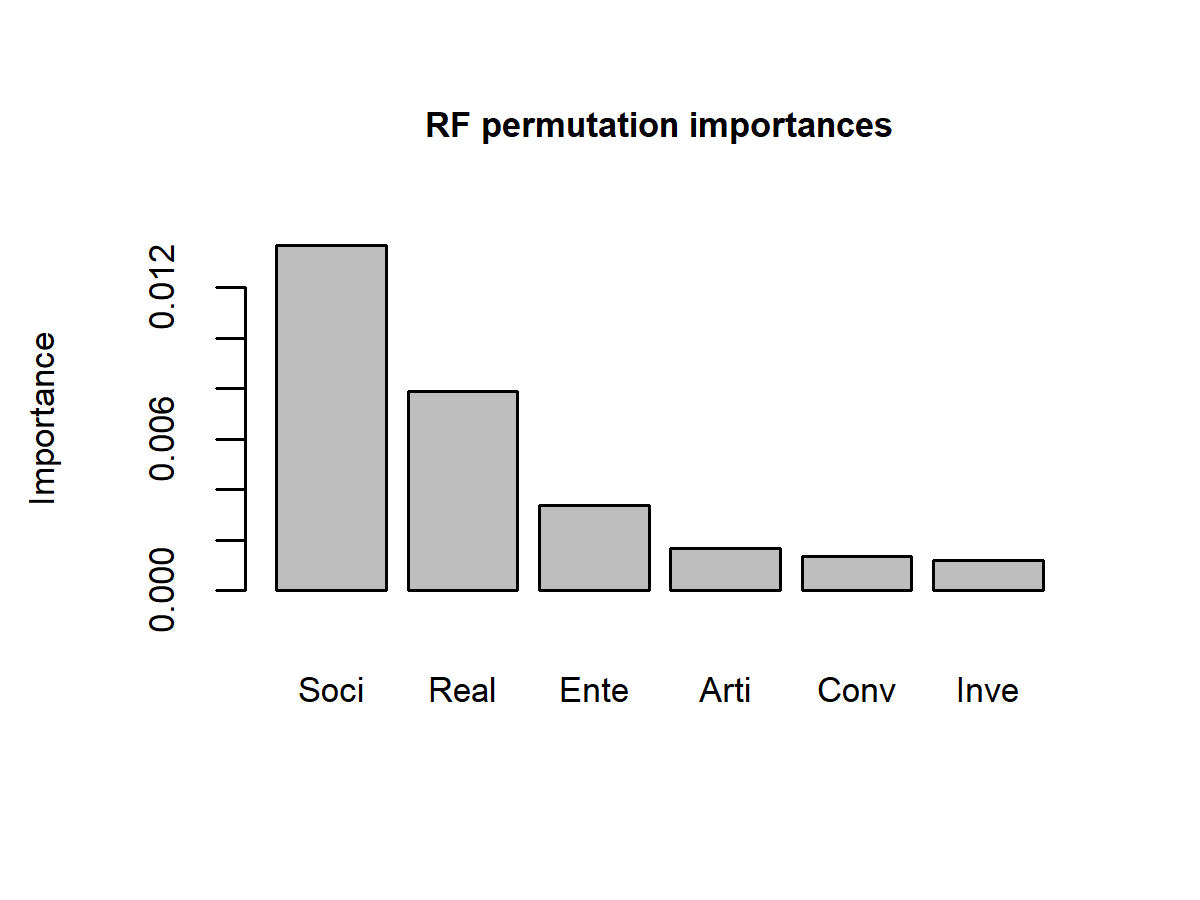 RF permutation importances
Importance
0.012
0.006
0.000
Soci Real Ente Arti Conv Inve